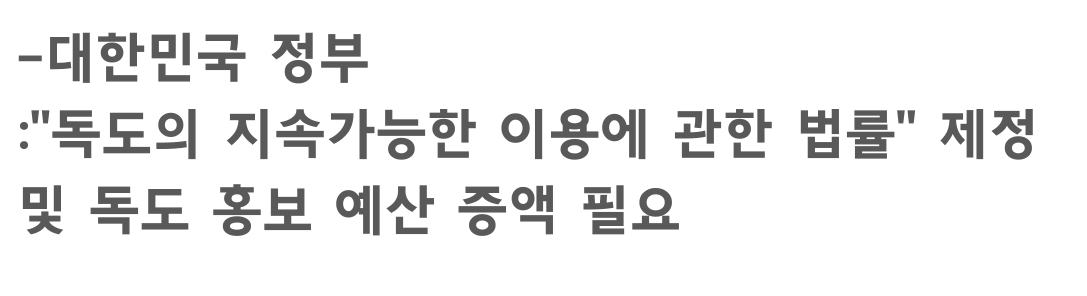 -대한민국 정부
:"독도의 지속가능한 이용에 관한 법률" 제정
및 독도 홍보 예산 증액 필요